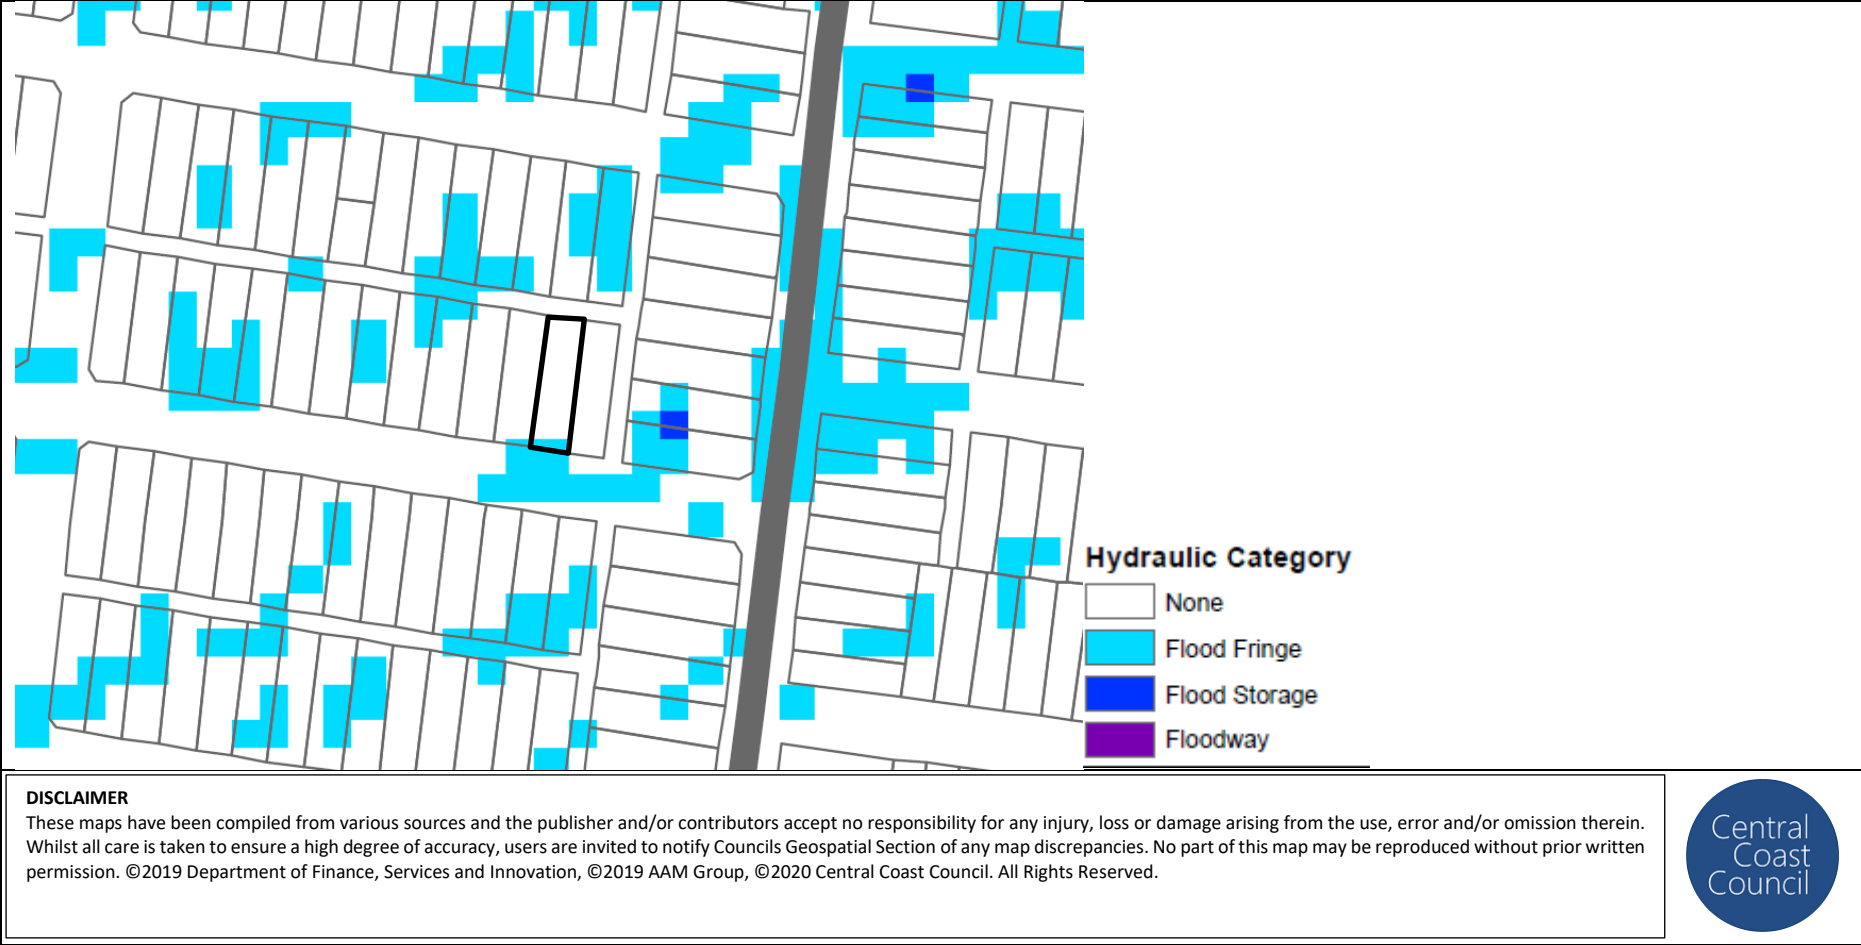 Hydraulic Category
None
Flood Fringe
Flood Storage
Floodway
DISCLAIMER
These maps have been compiled from various sources and the publisher and/or contributors accept no responsibility for any injury, loss or damage arising from the use, error and/or omission therein.
Whilst all care is taken to ensure a high degree of accuracy, users are invited to notify Councils Geospatial Section of any map discrepancies. No part of this map may be reproduced without prior written
permission. ©2019 Department of Finance, Services and Innovation, ©2019 AAM Group, ©2020 Central Coast Council. All Rights Reserved.
Central
Coast
Council